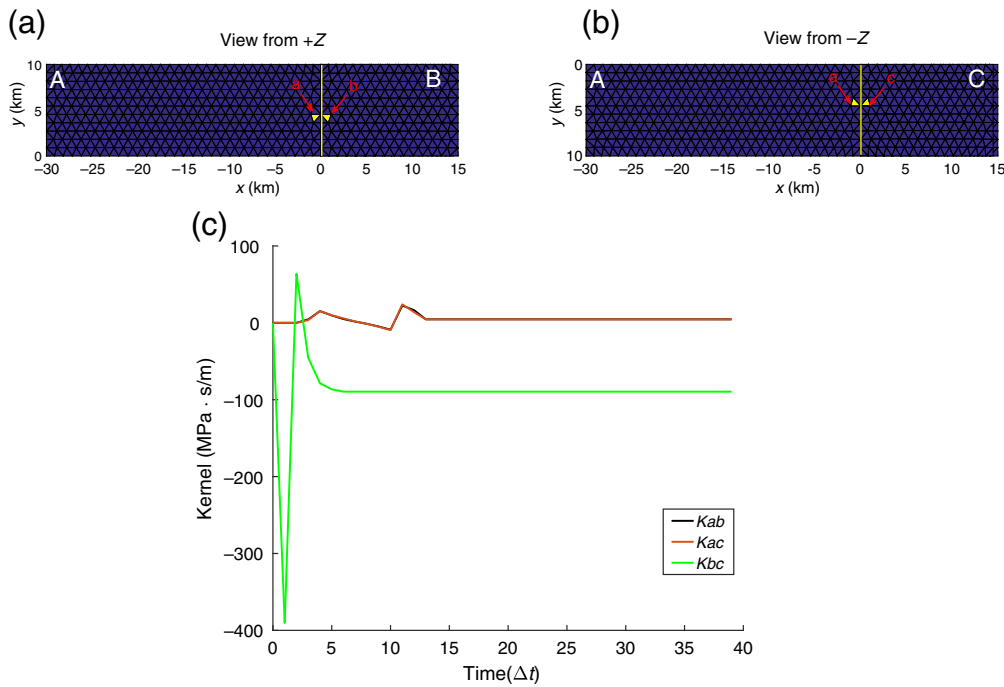 (a)
View from +Z
10
5
0
y (km)
A
a
b
B
−30 −25 −20 −15 −10 −5 0 5 10 15
x (km)
(b)
View from −Z
0
5
10
y (km)
A
a
c
C
−30 −25 −20 −15 −10 −5 0 5 10 15
x (km)
(c)
100
0
−100
−200
−300
−400
Kernel (MPa · s/m)
Kab
Kac
Kbc
0 5 10 15 20 25 30 35 40
Time(Δt)